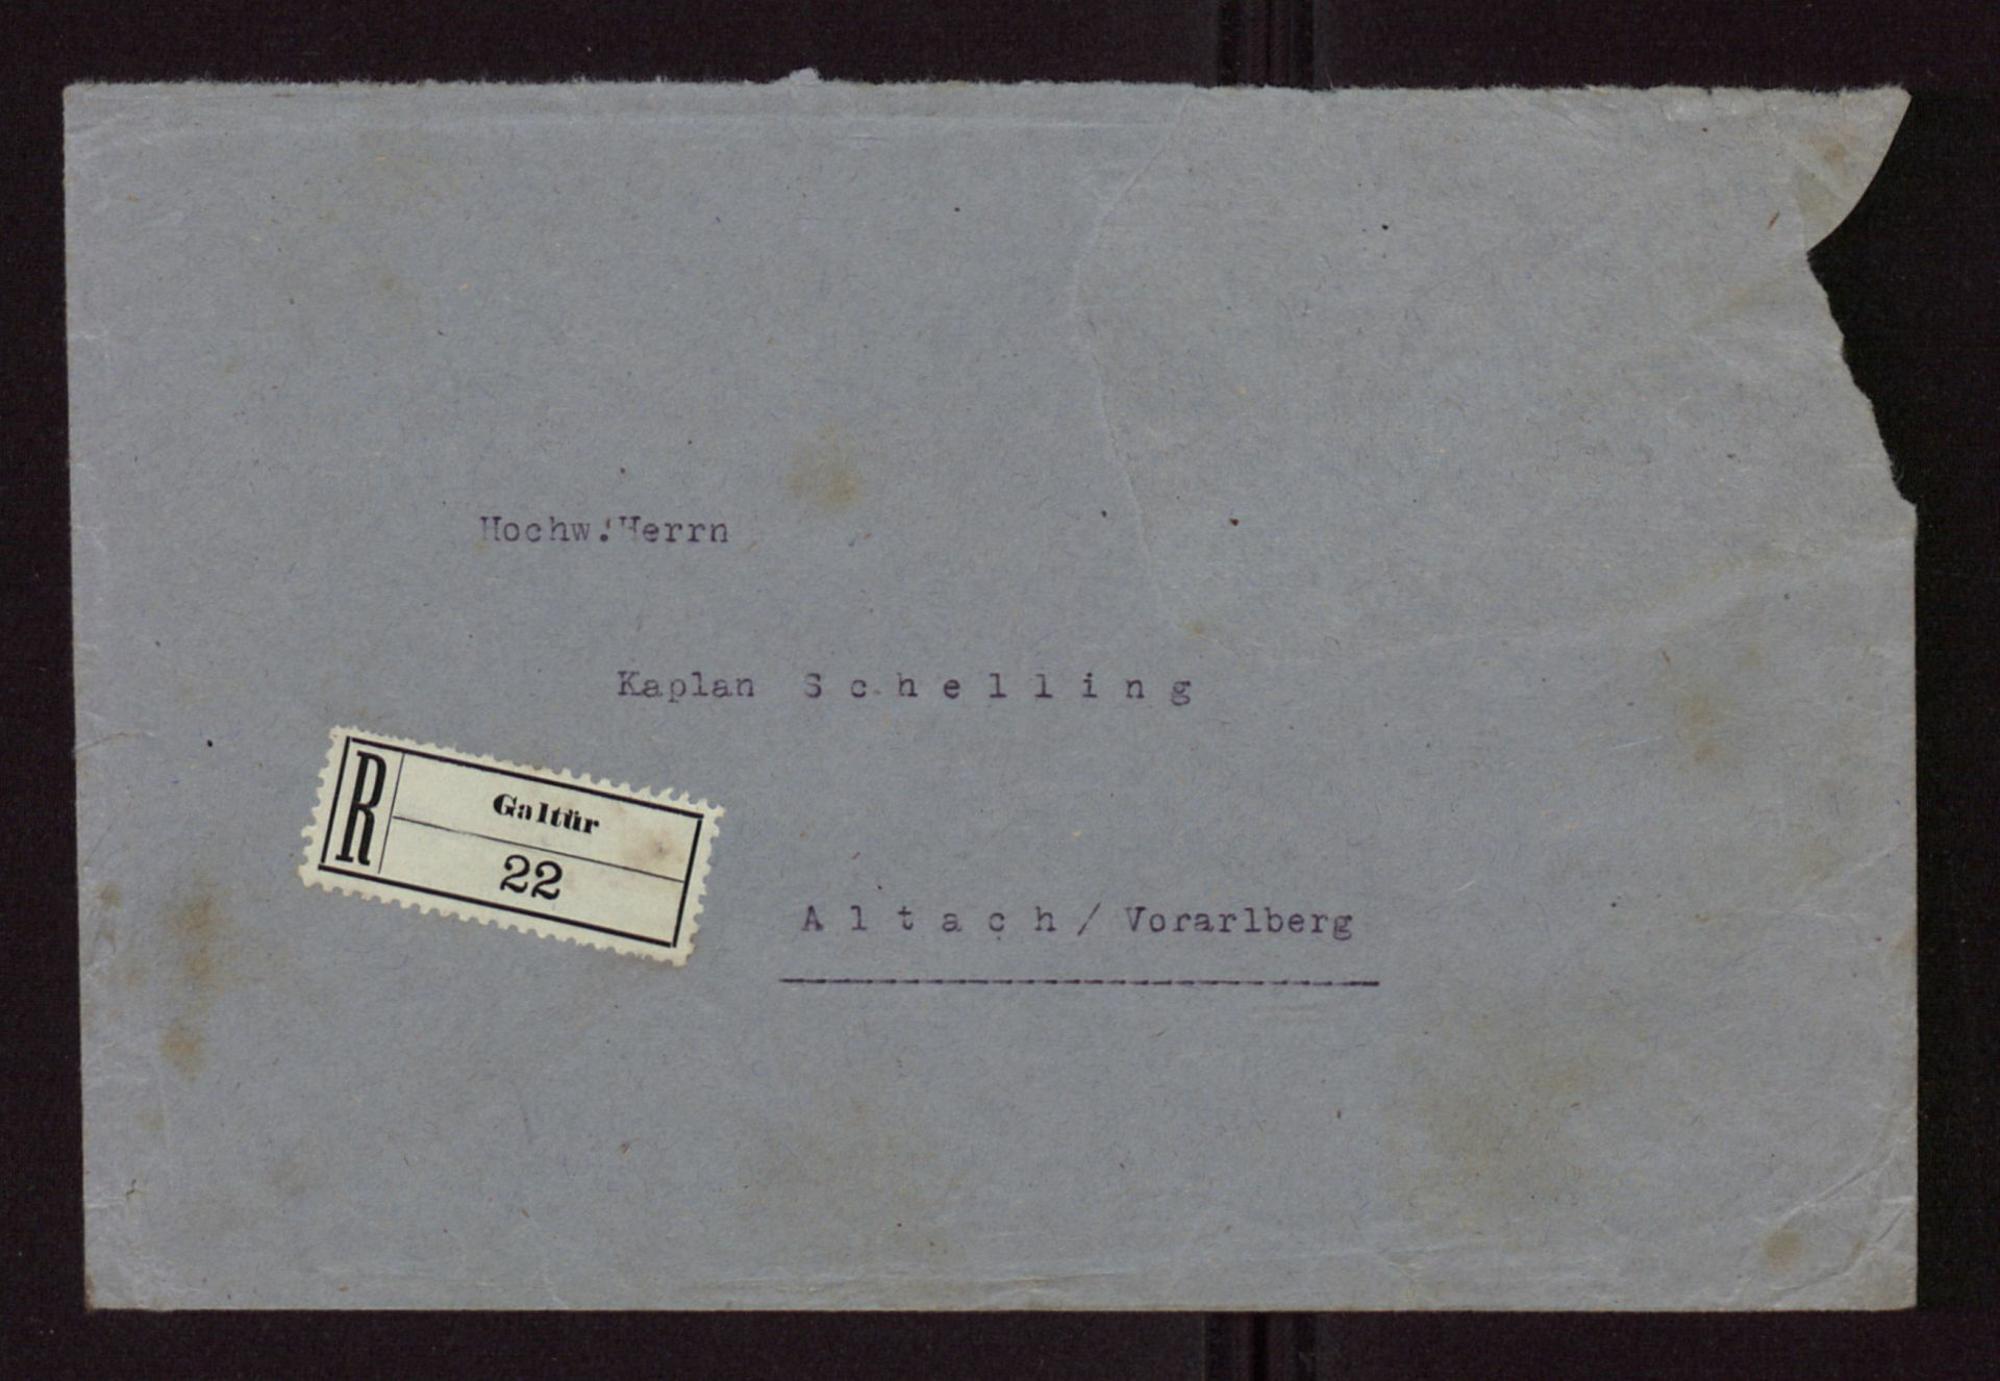 Hochw. Herrn
Kaplan S c h e l l i n g
R
Galtür
22
A l t a c h / Vorarlberg